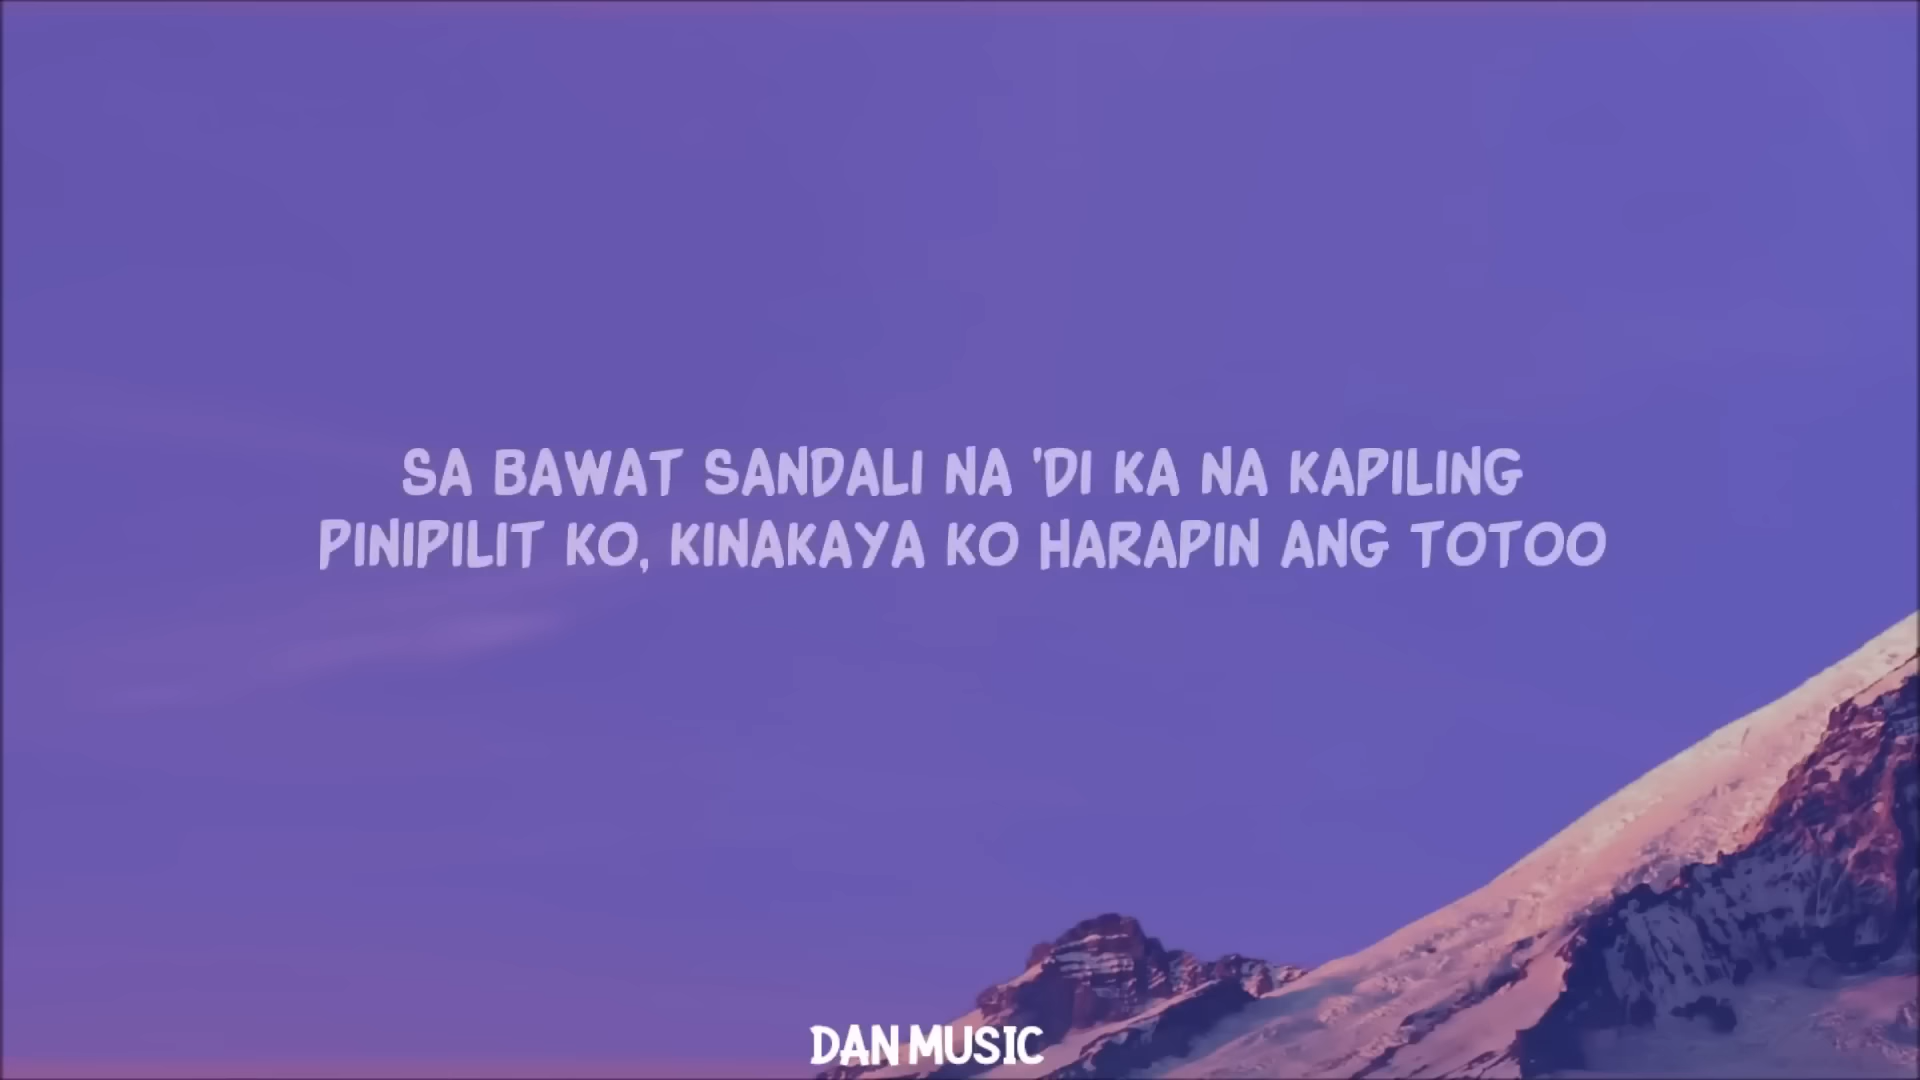 SA BAWAT SANDALI NA 'DI KA NA KAPILING
PINIPILIT KO, KINAKAYA KO HARAPIN ANG TOTOO
DAN MUSIC